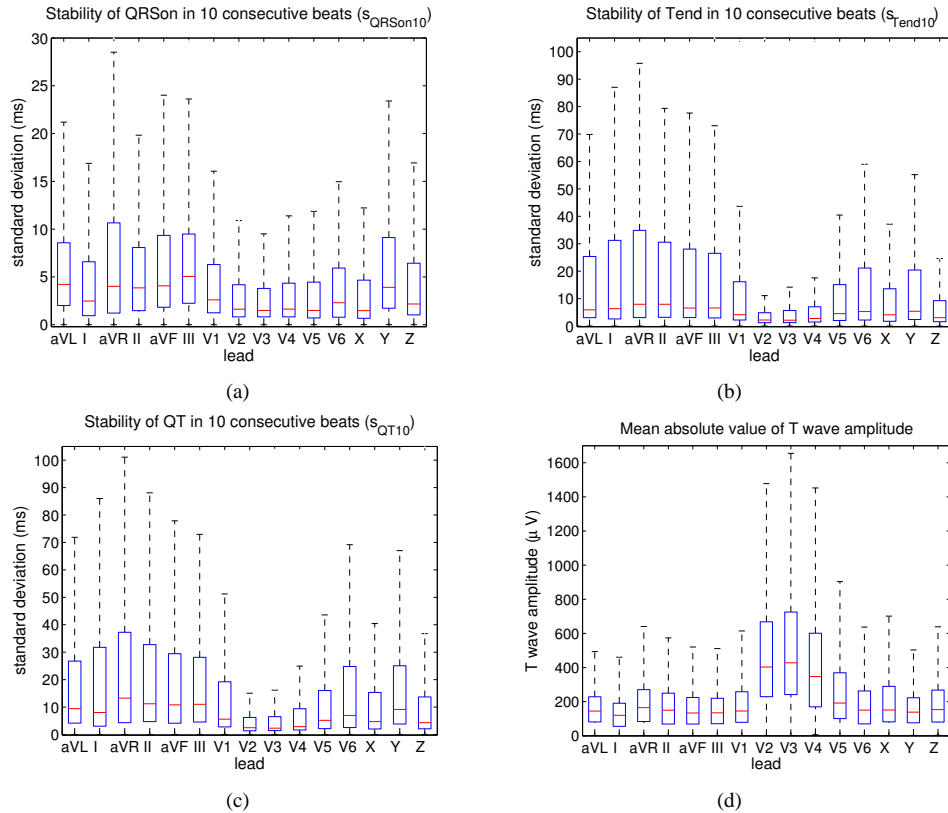 Stability of QRSon in 10 consecutive beats (s_QRSon10)
30
25
20
15
10
5
0
standard deviation (ms)
aVL I aVR II aVF III V1 V2 V3 V4 V5 V6 X Y Z
lead
(a)
Stability of Tend in 10 consecutive beats (s_Tend10)
100
90
80
70
60
50
40
30
20
10
0
standard deviation (ms)
aVL I aVR II aVF III V1 V2 V3 V4 V5 V6 X Y Z
lead
(b)
Stability of QT in 10 consecutive beats (s_QT10)
100
90
80
70
60
50
40
30
20
10
0
standard deviation (ms)
aVL I aVR II aVF III V1 V2 V3 V4 V5 V6 X Y Z
lead
(c)
Mean absolute value of T wave amplitude
1600
1400
1200
1000
800
600
400
200
0
T wave amplitude (μ V)
aVL I aVR II aVF III V1 V2 V3 V4 V5 V6 X Y Z
lead
(d)